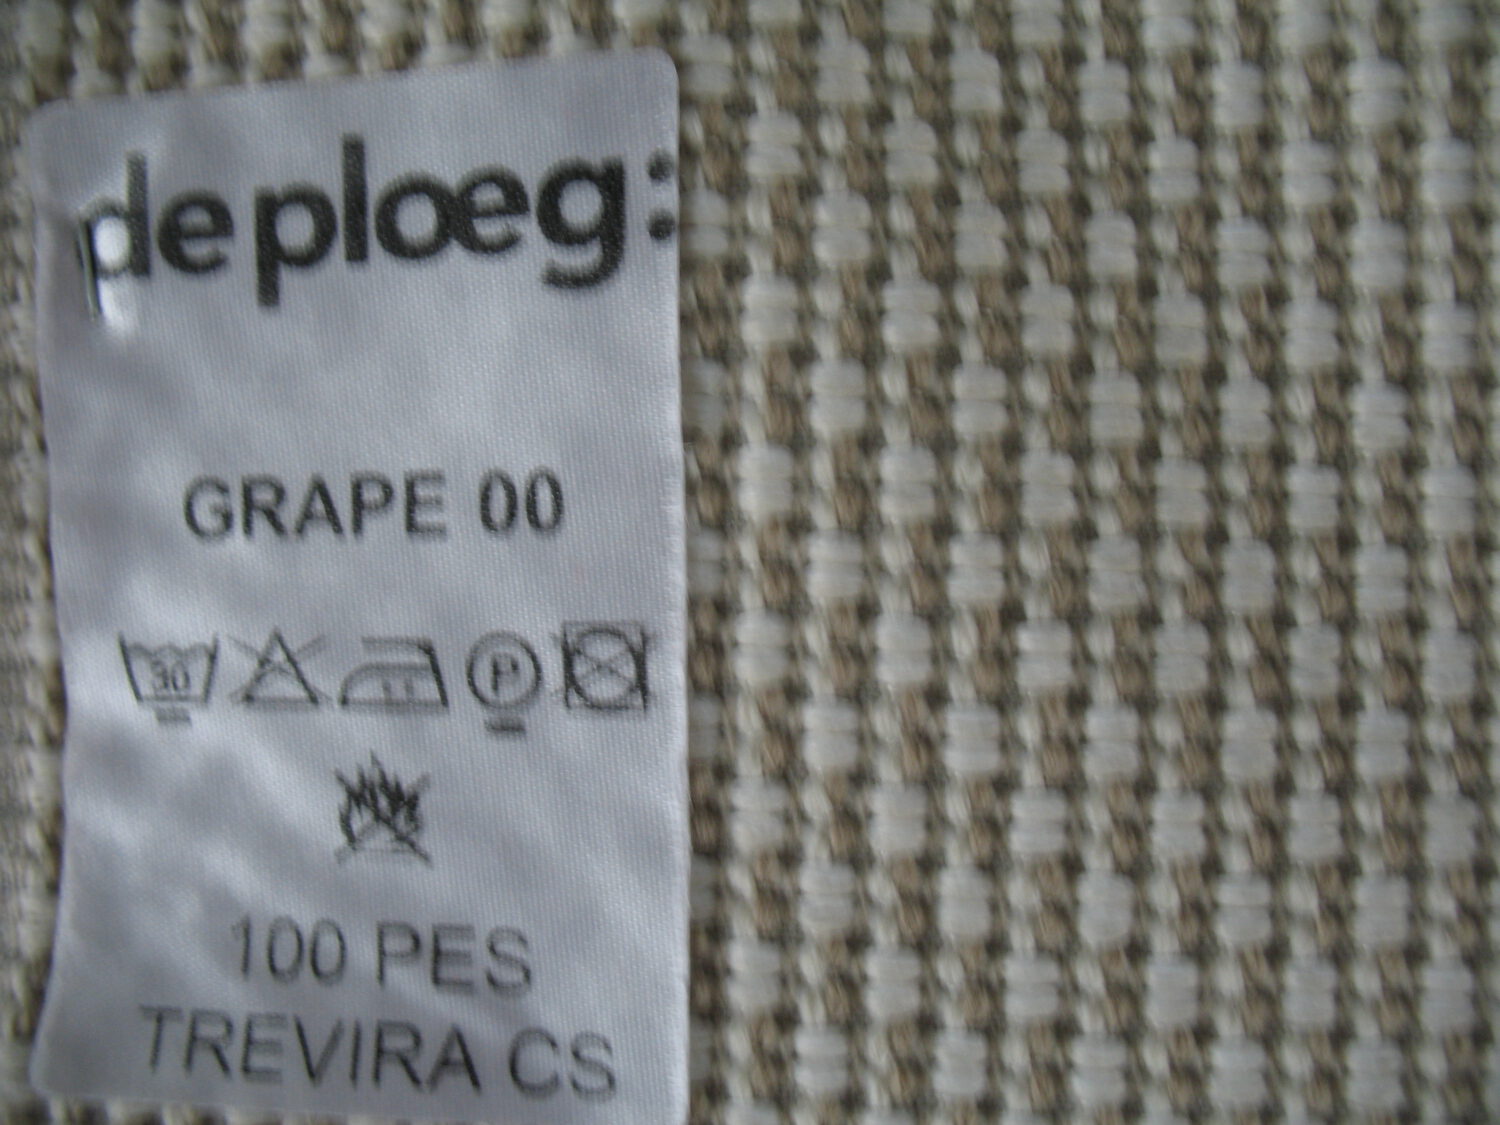 de ploeg:
GRAPE 00
30 P
100 PES
TREVIRA CS